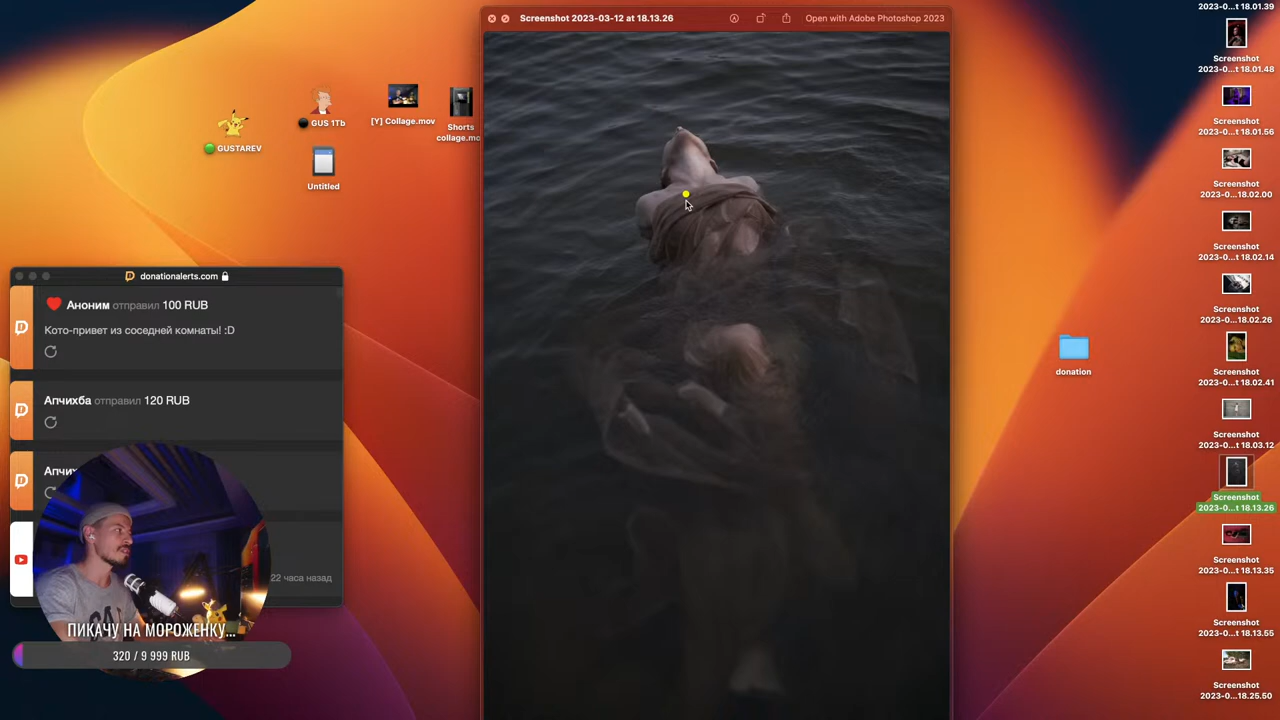 Screenshot 2023-03-12 at 18.13.26
Open with Adobe Photoshop 2023
GUSTAREV
GUS 1Tb
Untitled
[Y] Collage.mov
Shorts
collage.mo
donationalerts.com
Аноним отправил 100 RUB
Кото-привет из соседней комнаты! :D
Апчихба отправил 120 RUB
Апчи
22 часа назад
ПИКАЧУ НА МОРОЖЕНКУ...
320 / 9 999 RUB
donation
2023-0...t 18.01.39
Screenshot
2023-0...t 18.01.48
Screenshot
2023-0...t 18.01.56
Screenshot
2023-0...t 18.02.00
Screenshot
2023-0...t 18.02.14
Screenshot
2023-0...t 18.02.26
Screenshot
2023-0...t 18.02.41
Screenshot
2023-0...t 18.03.12
Screenshot
2023-0...t 18.13.26
Screenshot
2023-0...t 18.13.35
Screenshot
2023-0...t 18.13.55
Screenshot
2023-0...t 18.25.50